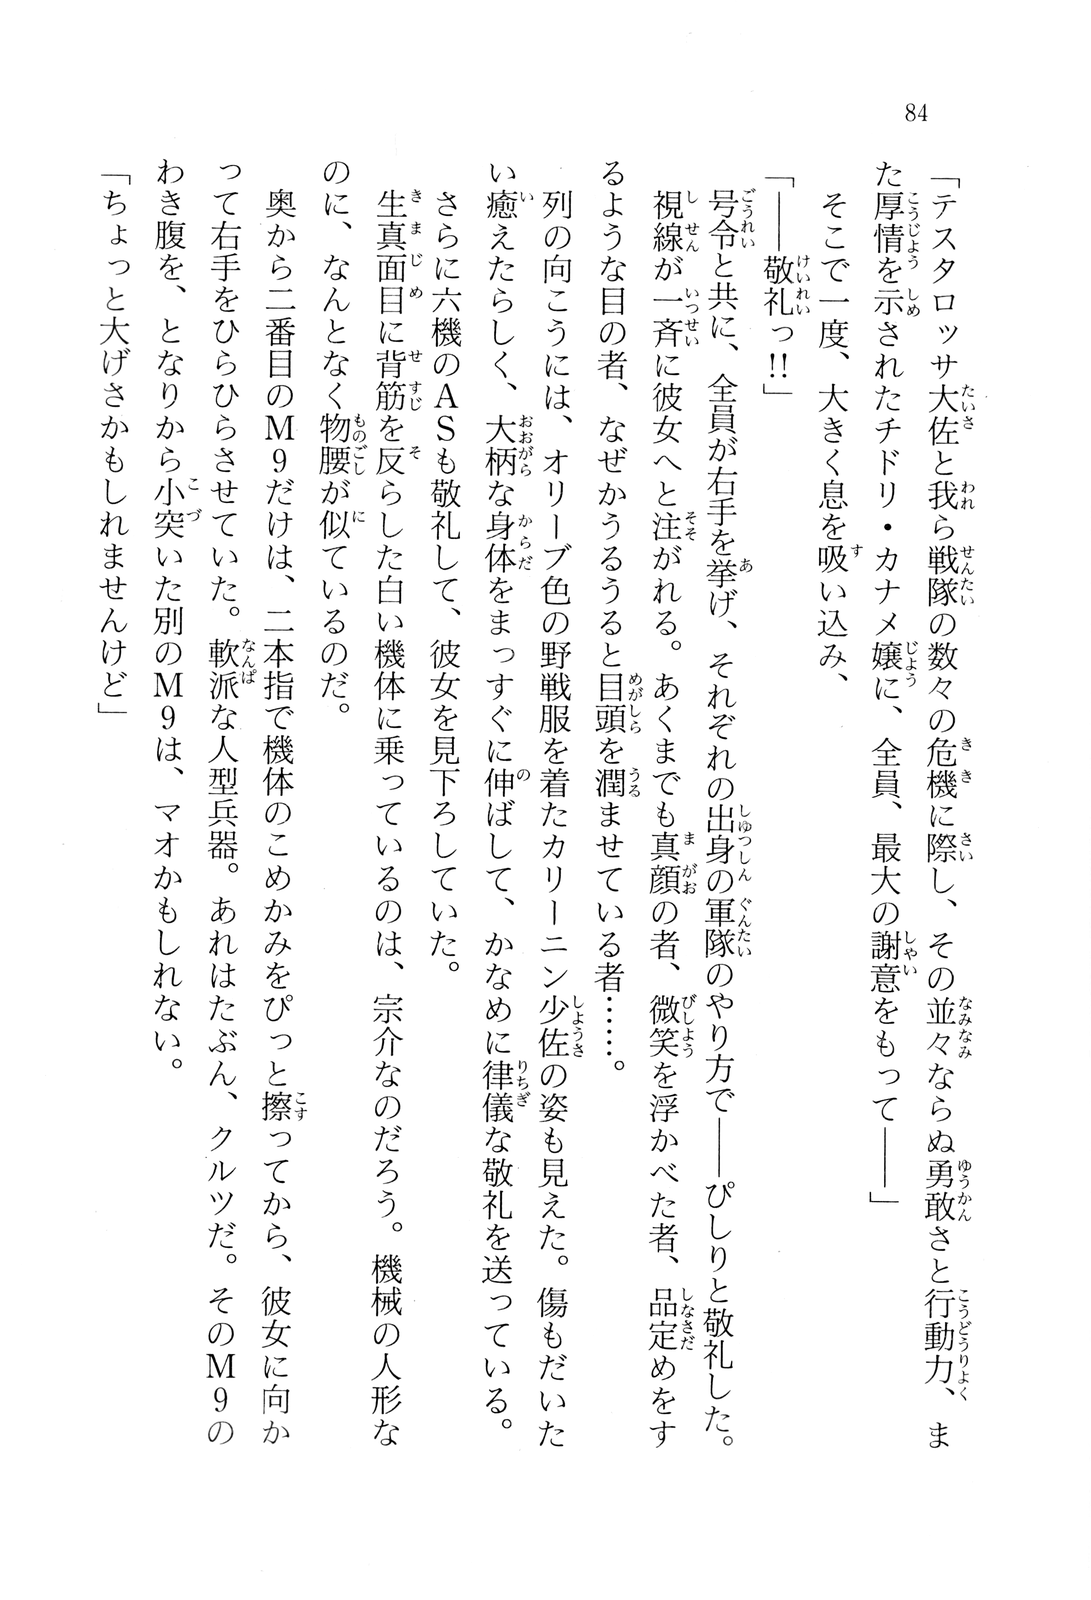 84
「テスタロッサ大佐と我ら戦隊の数々の危機に際し、その並々ならぬ勇敢さと行動力、ま
た厚情を示されたチドリ・カナメ嬢に、全員、最大の謝意をもって――」
そこで一度、大きく息を吸い込み、
「――敬礼っ!!」
号令と共に、全員が右手を挙げ、それぞれの出身の軍隊のやり方で――ぴしりと敬礼した。
視線が一斉に彼女へと注がれる。あくまでも真顔の者、微笑を浮かべた者、品定めをす
るような目の者、なぜかうるうると目頭を潤ませている者……。
列の向こうには、オリーブ色の野戦服を着たカリーニン少佐の姿も見えた。傷もだいた
い癒えたらしく、大柄な身体をまっすぐに伸ばして、かなめに律儀な敬礼を送っている。
さらに六機のASも敬礼して、彼女を見下ろしていた。
生真面目に背筋を反らした白い機体に乗っているのは、宗介なのだろう。機械の人形な
のに、なんとなく物腰が似ているのだ。
奥から二番目のM9だけは、二本指で機体のこめかみをぴっと擦ってから、彼女に向か
って右手をひらひらさせていた。軟派な人型兵器。あれはたぶん、クルツだ。そのM9の
わき腹を、となりから小突いた別のM9は、マオかもしれない。
「ちょっと大げさかもしれませんけど」